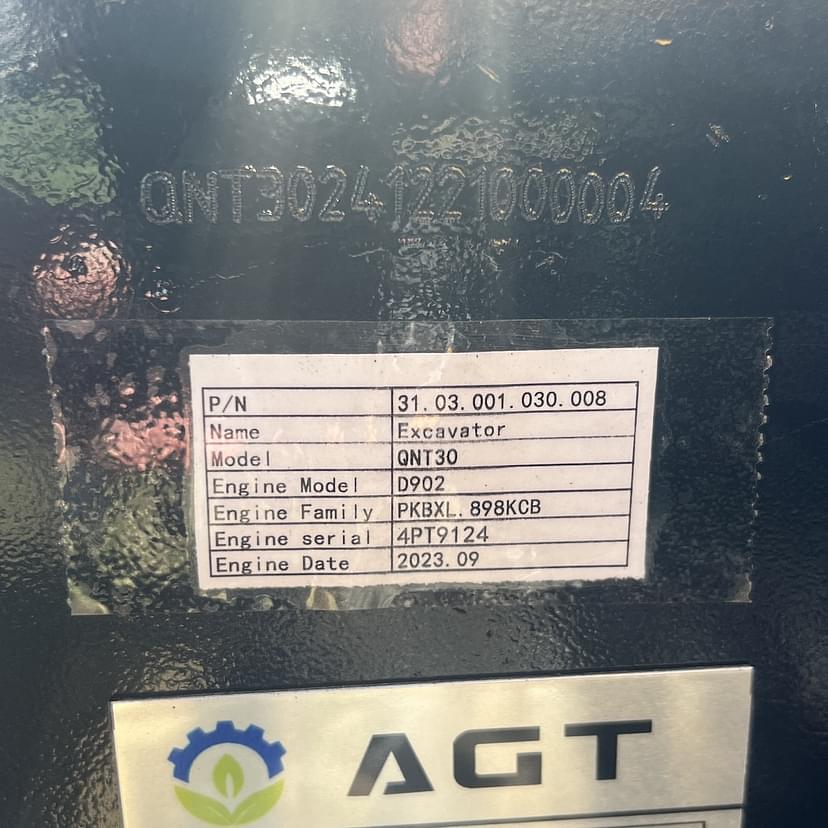 QNT30241221000004
P/N 31.03.001.030.008
Name Excavator
Model QNT30
Engine Model D902
Engine Family PKBXL.898KCB
Engine serial 4PT9124
Engine Date 2023.09
AGT